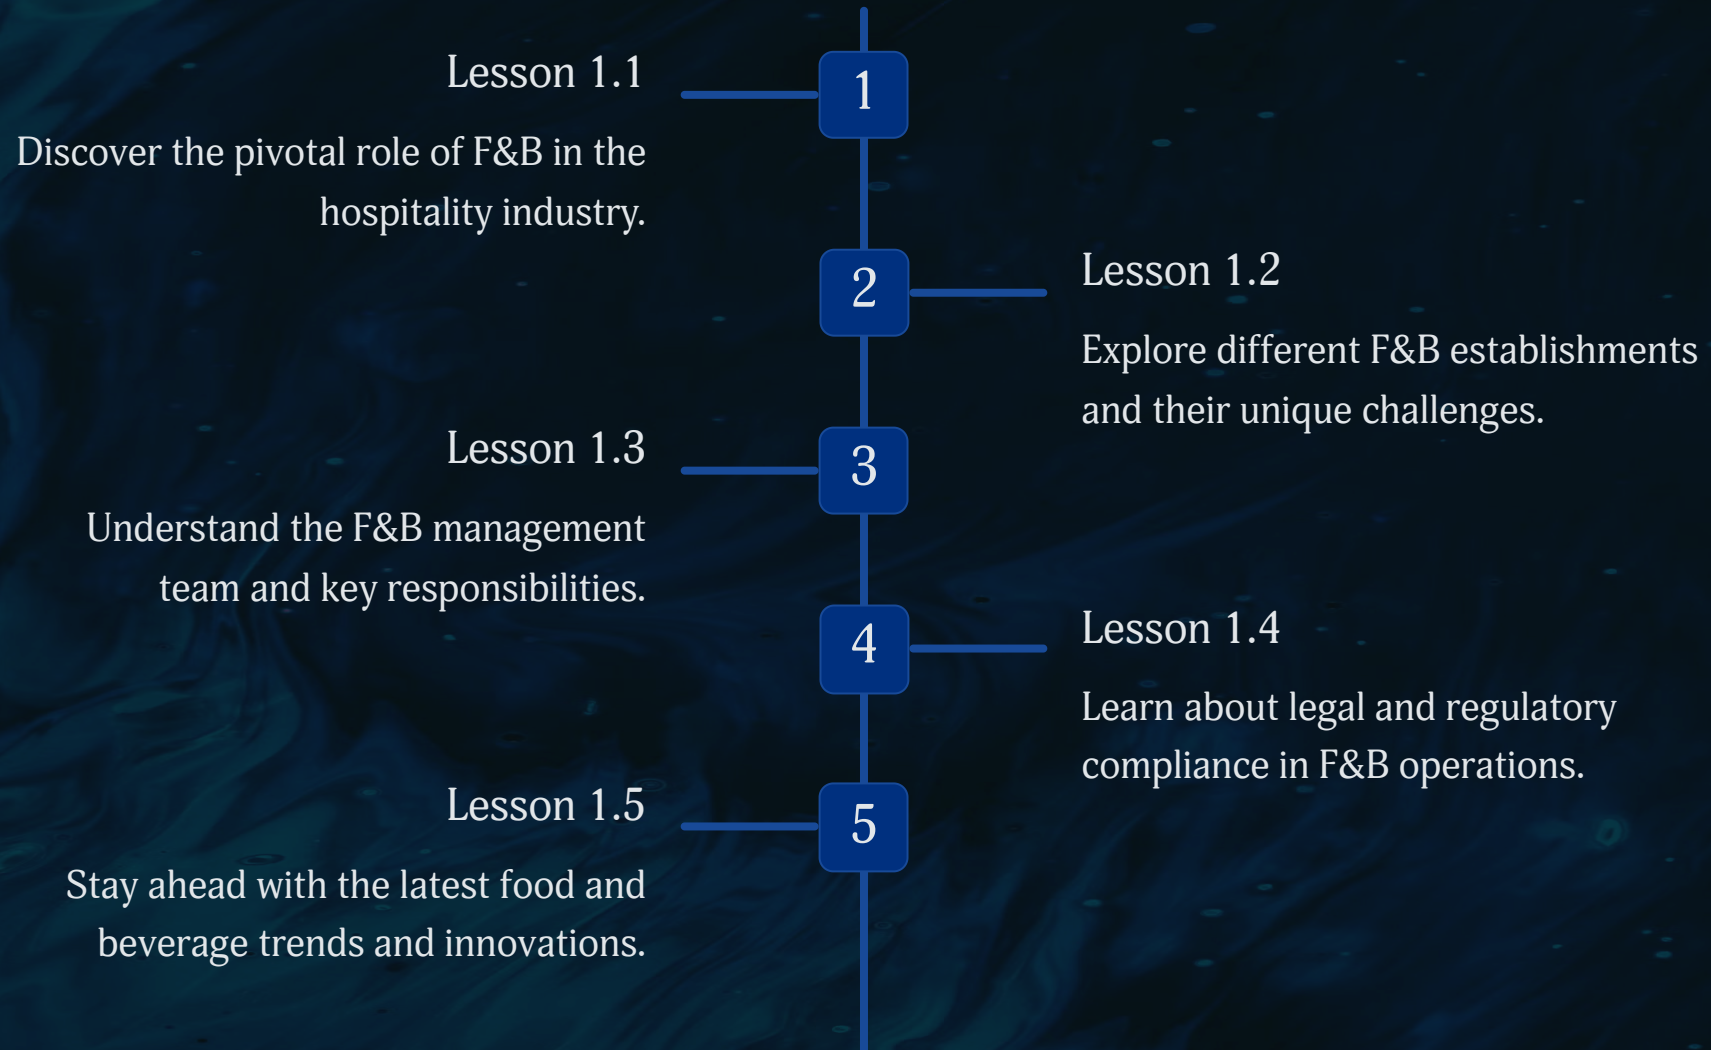 Lesson 1.1
1
Discover the pivotal role of F&B in the
hospitality industry.
2
Lesson 1.2
Explore different F&B establishments
and their unique challenges.
Lesson 1.3
3
Understand the F&B management
team and key responsibilities.
4
Lesson 1.4
Learn about legal and regulatory
compliance in F&B operations.
Lesson 1.5
5
Stay ahead with the latest food and
beverage trends and innovations.